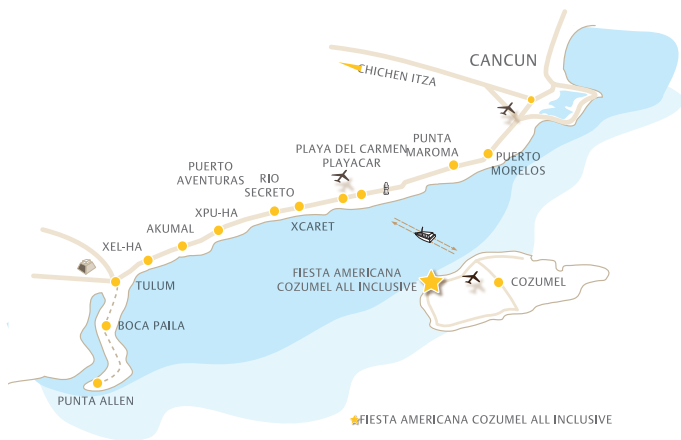 CANCUN
CHICHEN ITZA
PUNTA
MAROMA
PLAYA DEL CARMEN
PLAYACAR
PUERTO
MORELOS
PUERTO
AVENTURAS
RIO
SECRETO
XPU-HA
XCARET
AKUMAL
XEL-HA
TULUM
FIESTA AMERICANA
COZUMEL ALL INCLUSIVE
COZUMEL
BOCA PAILA
PUNTA ALLEN
FIESTA AMERICANA COZUMEL ALL INCLUSIVE